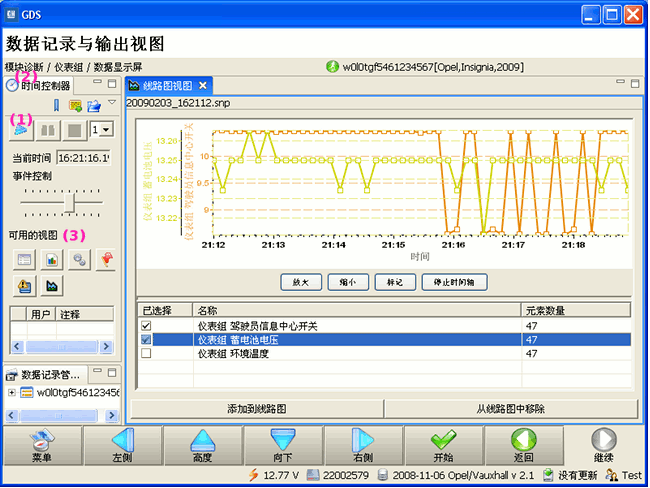 GDS
数据记录与输出视图
模块诊断 / 仪表组 / 数据显示屏
w0l0tgf5461234567[Opel,Insignia,2009]
(2)
时间控制器
线路图视图
20090203_162112.snp
(1)
1
当前时间 16:21:16.1
事件控制
可用的视图 (3)
用户 注释
数据记录管...
w0l0tgf546123456
仪表组 蓄电池电压
13.26
13.25
13.24
13.23
13.22
仪表组 驾驶员信息中心开关
10
9.5
9
21:12 21:13 21:14 21:15 21:16 21:17 21:18
时间
放大 缩小 标记 停止时间轴
已选择 名称 元素数量
仪表组 驾驶员信息中心开关 47
仪表组 蓄电池电压 47
仪表组 环境温度 47
添加到线路图 从线路图中移除
菜单 左侧 高度 向下 右侧 开始 返回 继续
12.77 V 22002579 2008-11-06 Opel/Vauxhall v 2.1 没有更新 Test